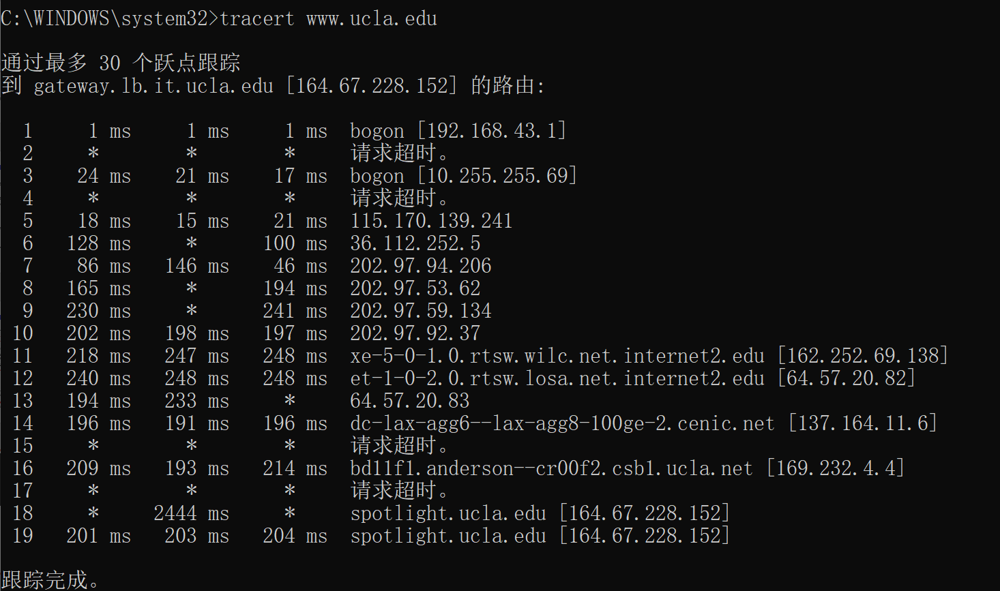 C:\WINDOWS\system32>tracert www.ucla.edu
通过最多 30 个跃点跟踪
到 gateway.lb.it.ucla.edu [164.67.228.152] 的路由:
1 1 ms 1 ms 1 ms bogon [192.168.43.1]
2 * * * 请求超时。
3 24 ms 21 ms 17 ms bogon [10.255.255.69]
4 * * * 请求超时。
5 18 ms 15 ms 21 ms 115.170.139.241
6 128 ms * 100 ms 36.112.252.5
7 86 ms 146 ms 46 ms 202.97.94.206
8 165 ms * 194 ms 202.97.53.62
9 230 ms * 241 ms 202.97.59.134
10 202 ms 198 ms 197 ms 202.97.92.37
11 218 ms 247 ms 248 ms xe-5-0-1.0.rtsw.wilc.net.internet2.edu [162.252.69.138]
12 240 ms 248 ms 248 ms et-1-0-2.0.rtsw.losa.net.internet2.edu [64.57.20.82]
13 194 ms 233 ms * 64.57.20.83
14 196 ms 191 ms 196 ms dc-lax-agg6--lax-agg8-100ge-2.cenic.net [137.164.11.6]
15 * * * 请求超时。
16 209 ms 193 ms 214 ms bd11f1.anderson--cr00f2.csb1.ucla.net [169.232.4.4]
17 * * * 请求超时。
18 * 2444 ms * spotlight.ucla.edu [164.67.228.152]
19 201 ms 203 ms 204 ms spotlight.ucla.edu [164.67.228.152]
跟踪完成。